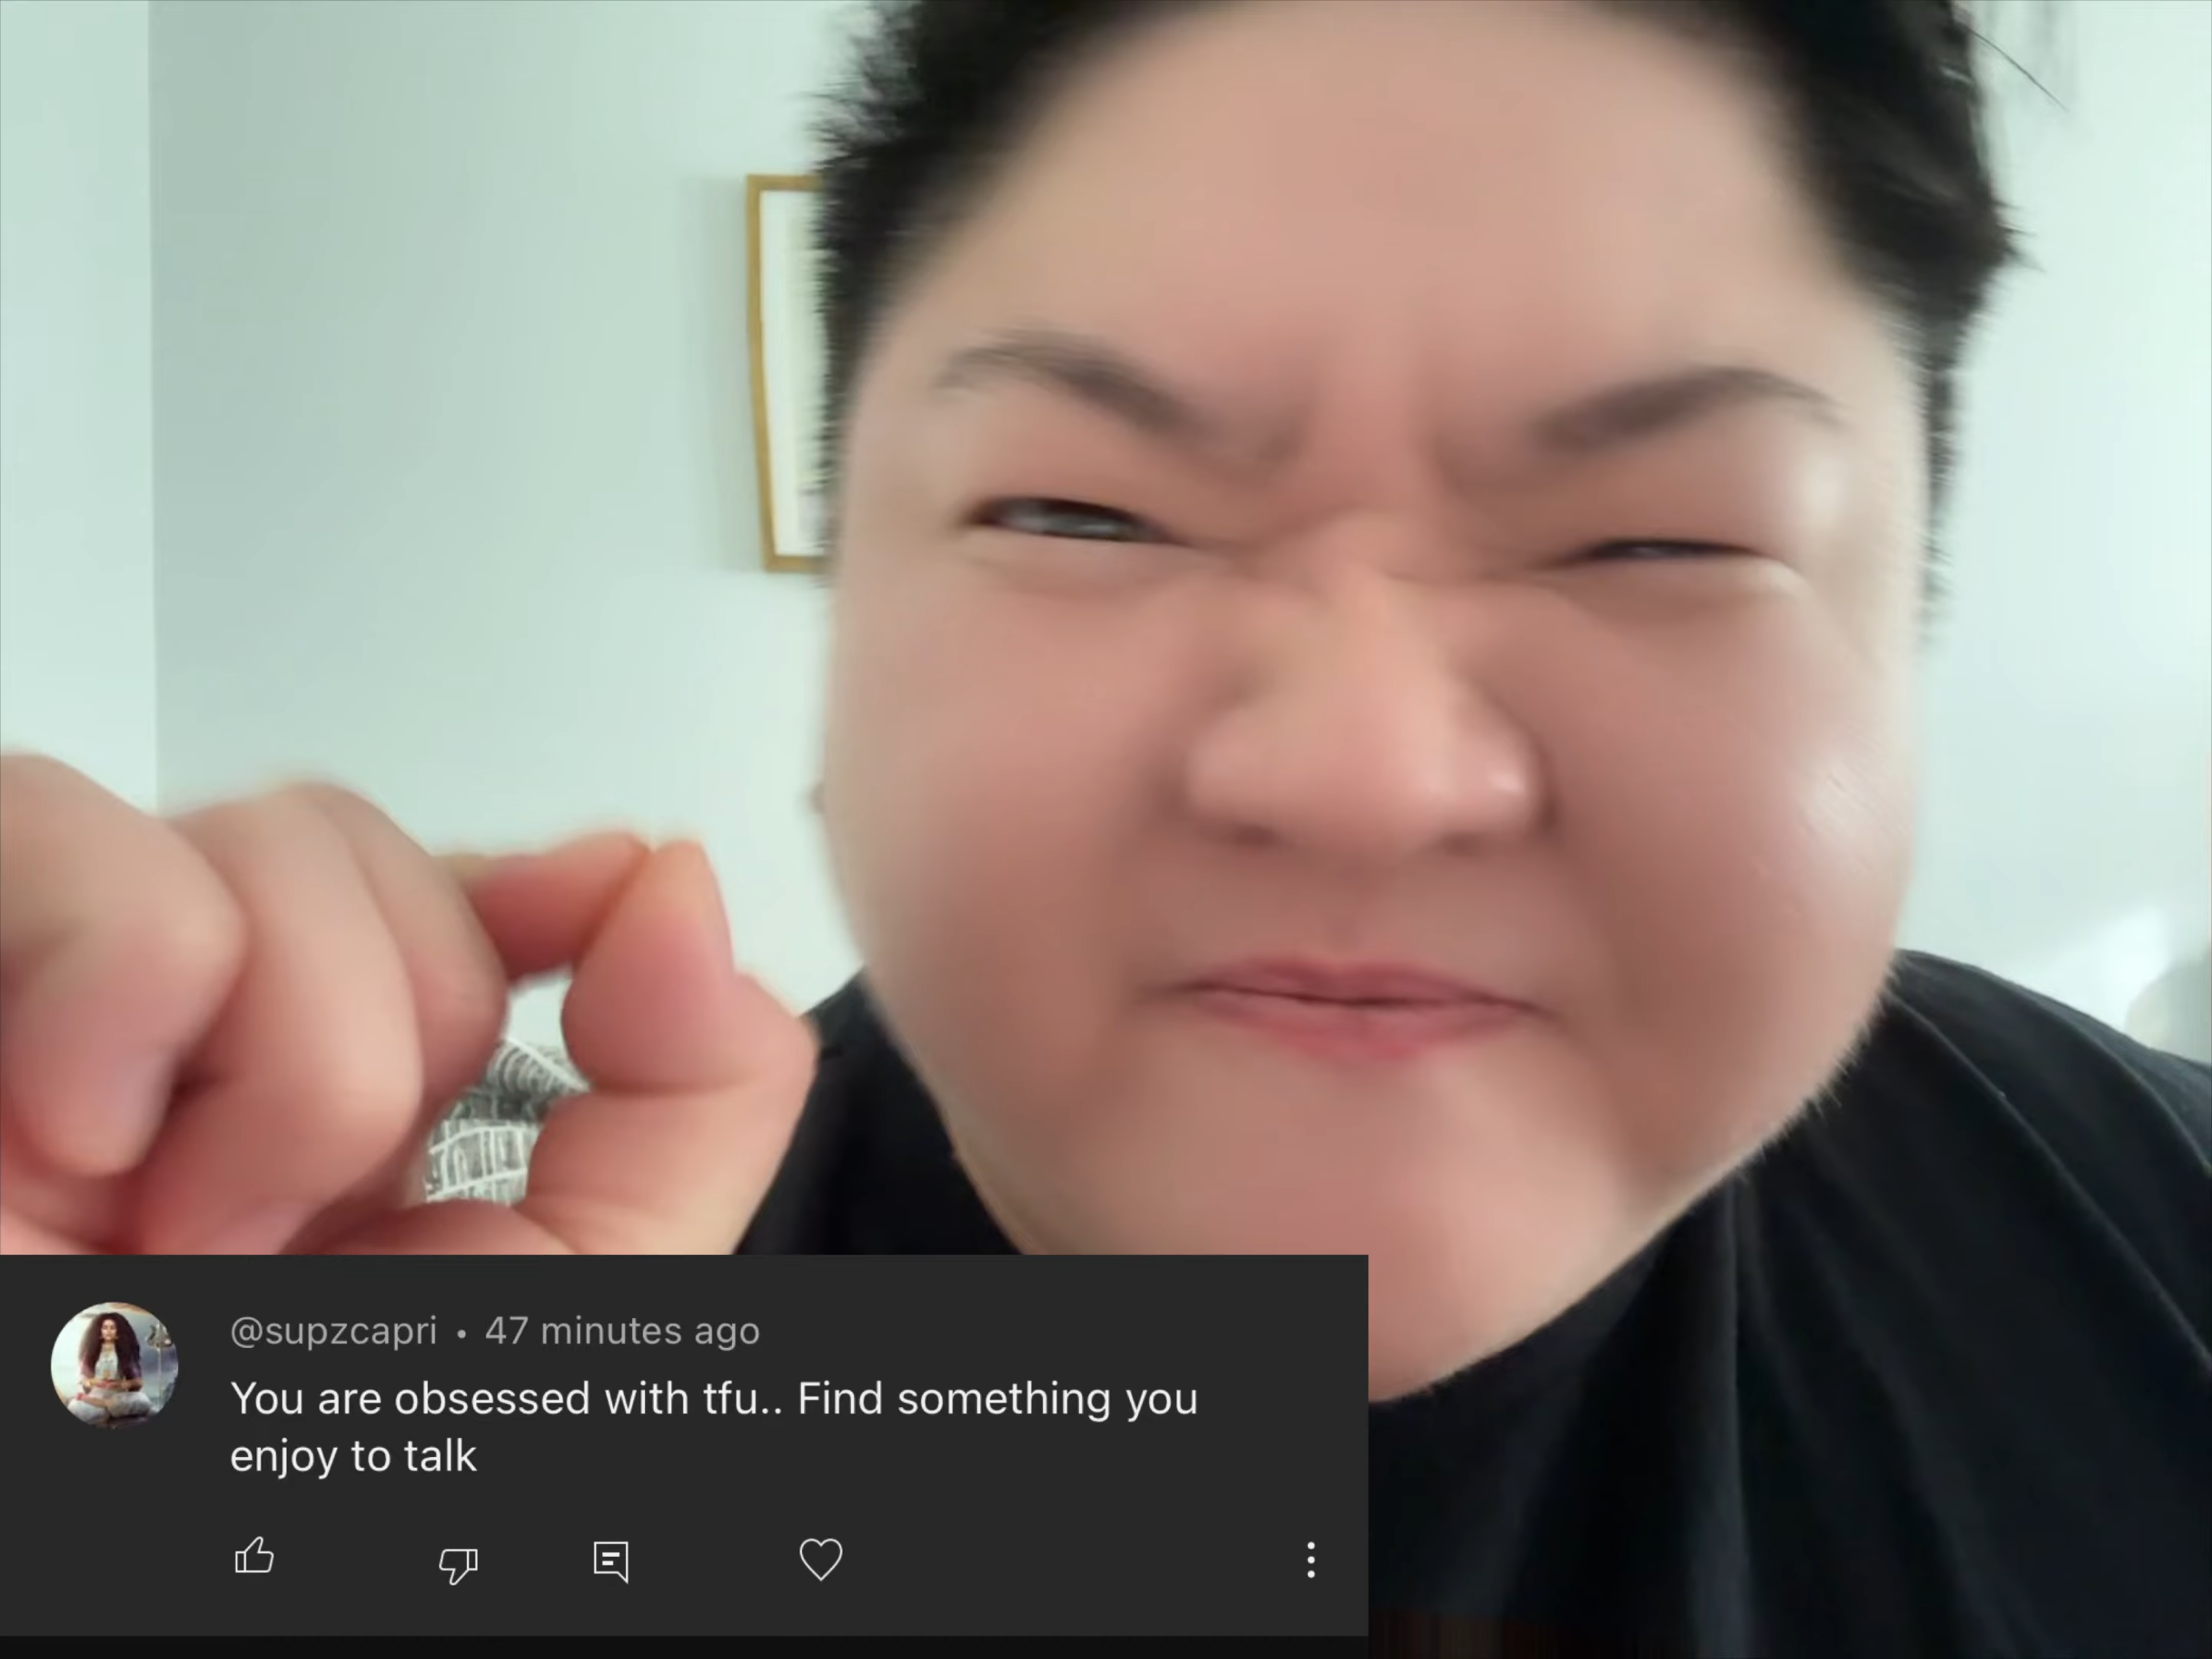 @supzcapri • 47 minutes ago
You are obsessed with tfu.. Find something you
enjoy to talk